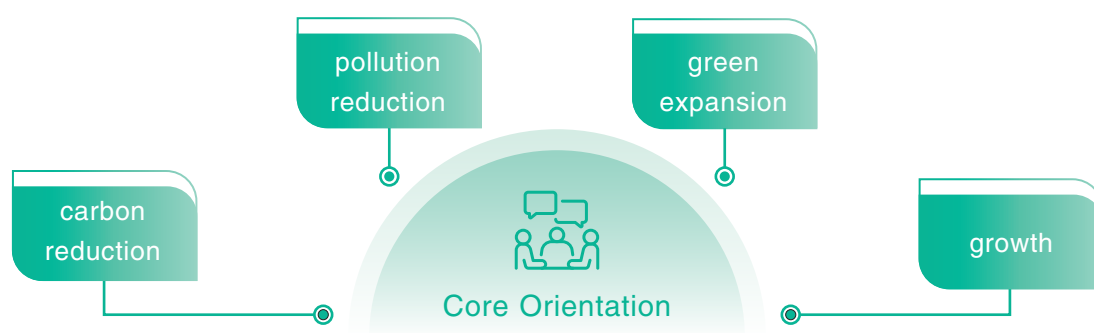 pollution
reduction
green
expansion
carbon
reduction
growth
Core Orientation